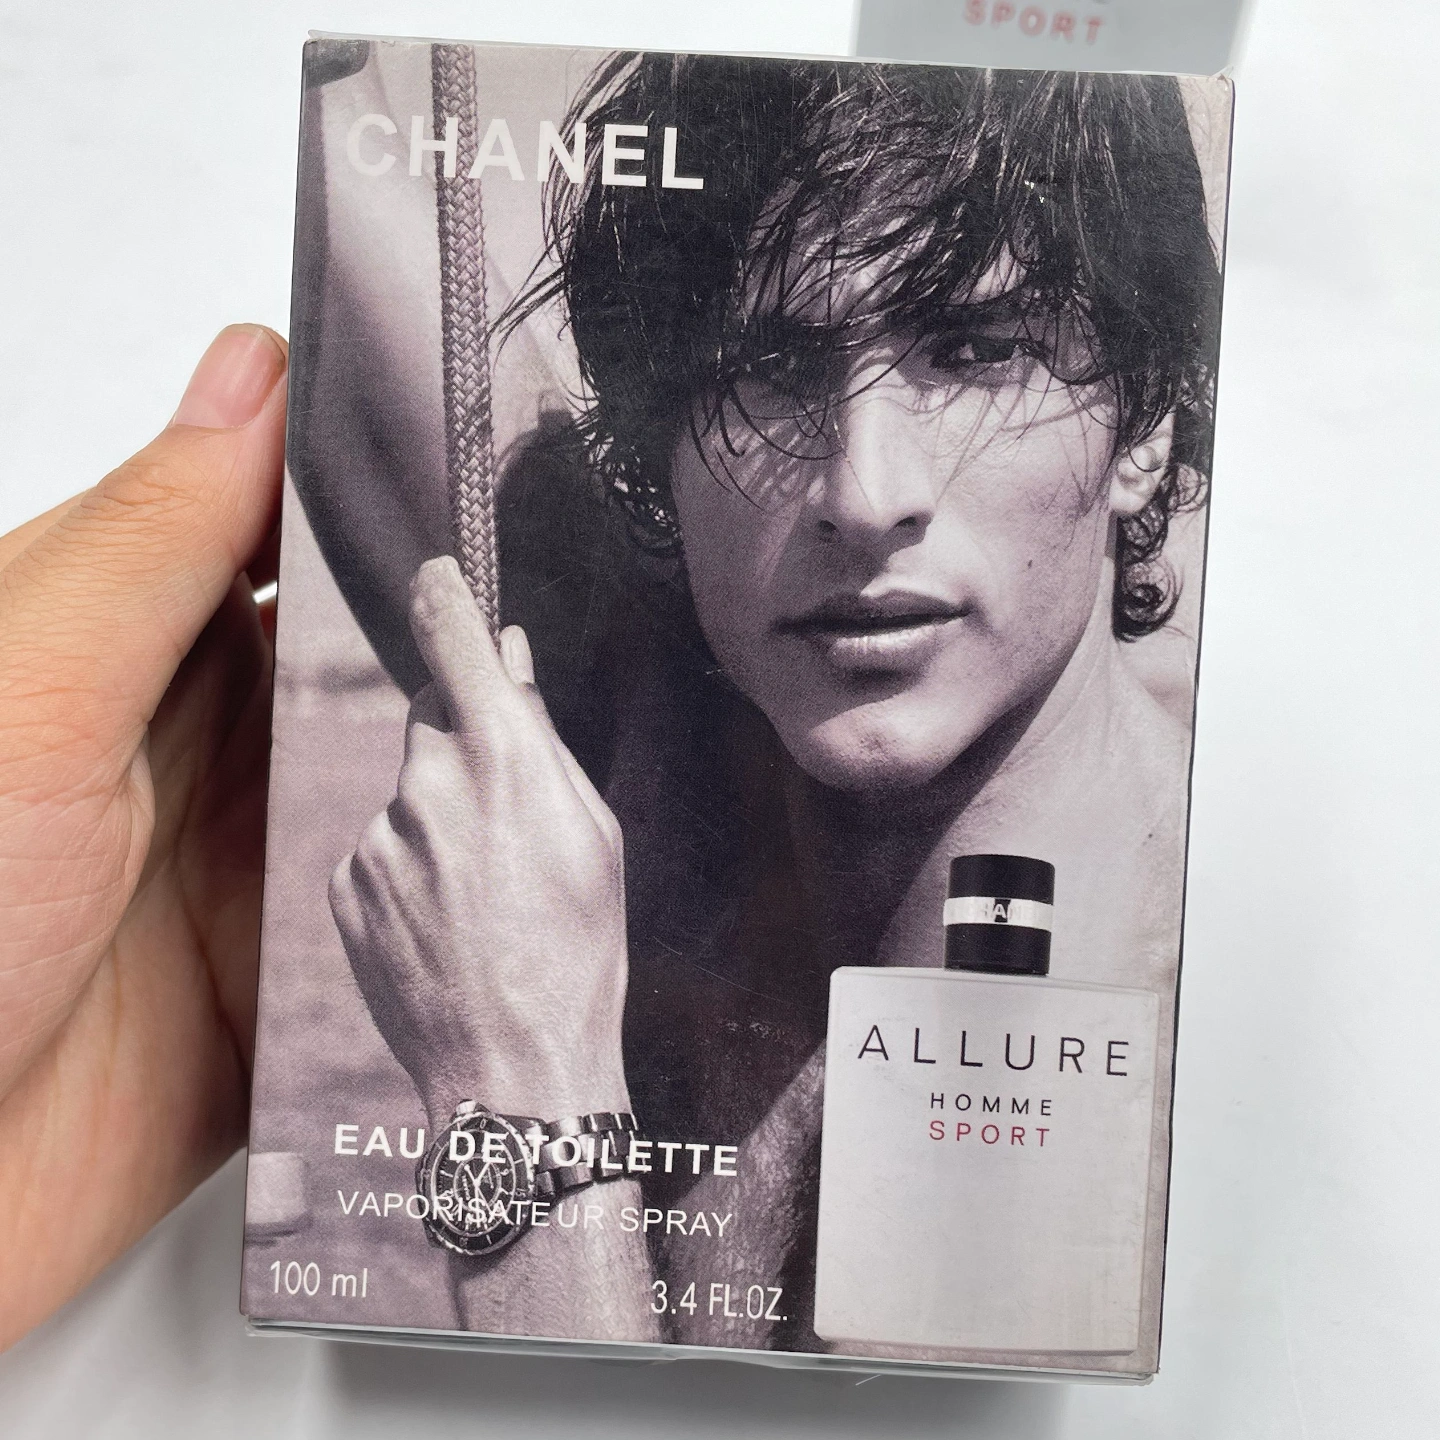 SPORT
CHANEL
ALLURE
HOMME
SPORT
EAU DE TOILETTE
VAPORISATEUR SPRAY
100 ml
3.4 FL.OZ.